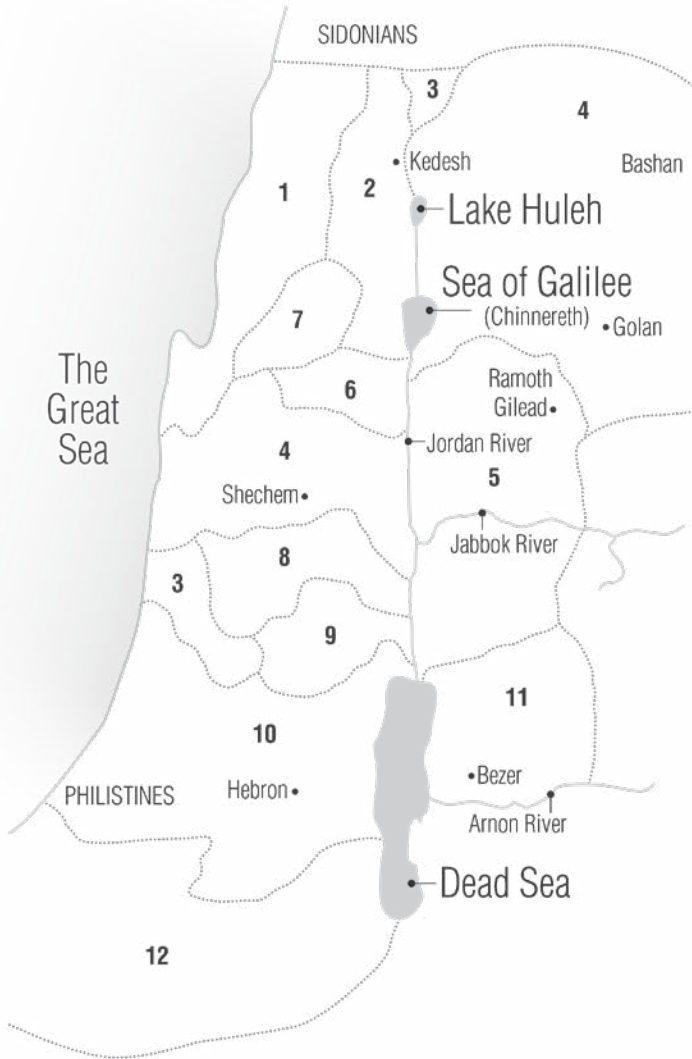 SIDONIANS
3
4
Kedesh
Bashan
1
2
Lake Huleh
Sea of Galilee
(Chinnereth)
Golan
7
The
Great
Sea
6
Ramoth
Gilead
Jordan River
4
5
Shechem
Jabbok River
8
3
9
11
10
Bezer
PHILISTINES
Hebron
Arnon River
Dead Sea
12